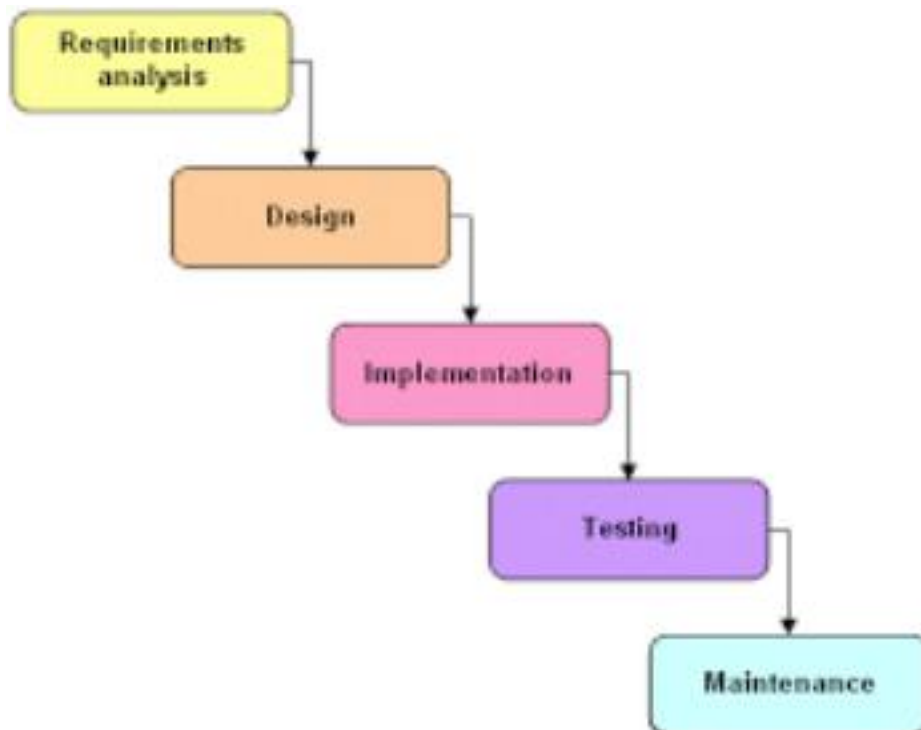 Requirements
analysis
Design
Implementation
Testing
Maintenance